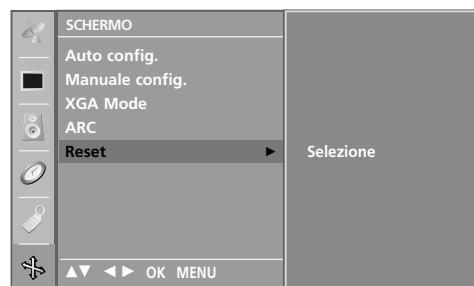 SCHERMO
Auto config.
Manuale config.
XGA Mode
ARC
Reset ►
Selezione
▲▼ ◄► OK MENU